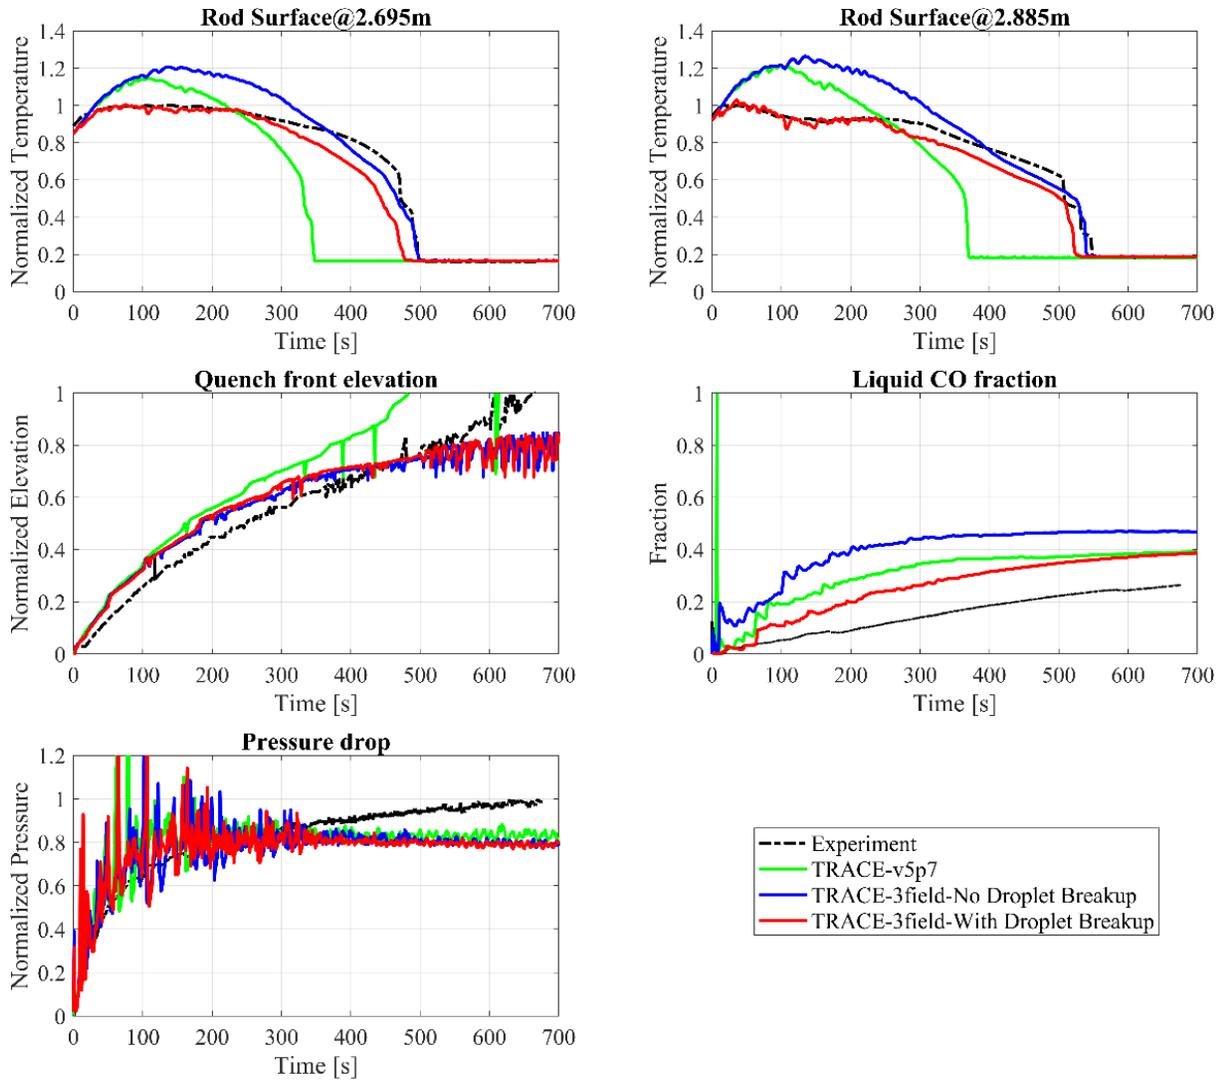 Rod Surface@2.695m
Normalized Temperature
1.4
1.2
1
0.8
0.6
0.4
0.2
0
0 100 200 300 400 500 600 700
Time [s]
Rod Surface@2.885m
Normalized Temperature
1.4
1.2
1
0.8
0.6
0.4
0.2
0
0 100 200 300 400 500 600 700
Time [s]
Quench front elevation
Normalized Elevation
1
0.8
0.6
0.4
0.2
0
0 100 200 300 400 500 600 700
Time [s]
Liquid CO fraction
Fraction
1
0.8
0.6
0.4
0.2
0
0 100 200 300 400 500 600 700
Time [s]
Pressure drop
Normalized Pressure
1.2
1
0.8
0.6
0.4
0.2
0
0 100 200 300 400 500 600 700
Time [s]
Experiment
TRACE-v5p7
TRACE-3field-No Droplet Breakup
TRACE-3field-With Droplet Breakup